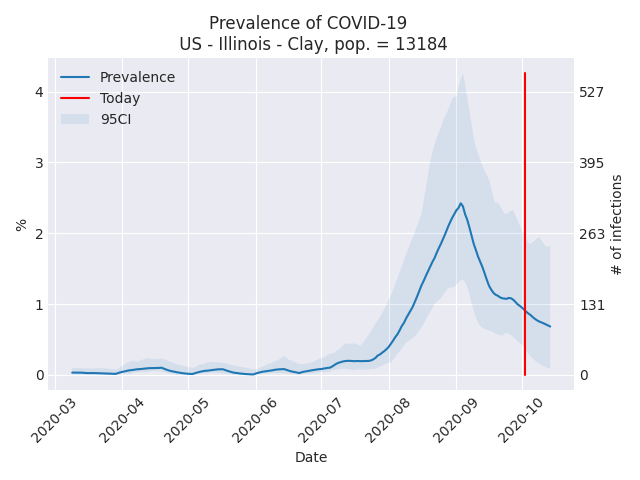 Prevalence of COVID-19
US - Illinois - Clay, pop. = 13184
Prevalence
Today
95CI
4
3
2
1
0
%
527
395
263
131
0
# of infections
2020-03
2020-04
2020-05
2020-06
2020-07
2020-08
2020-09
2020-10
Date